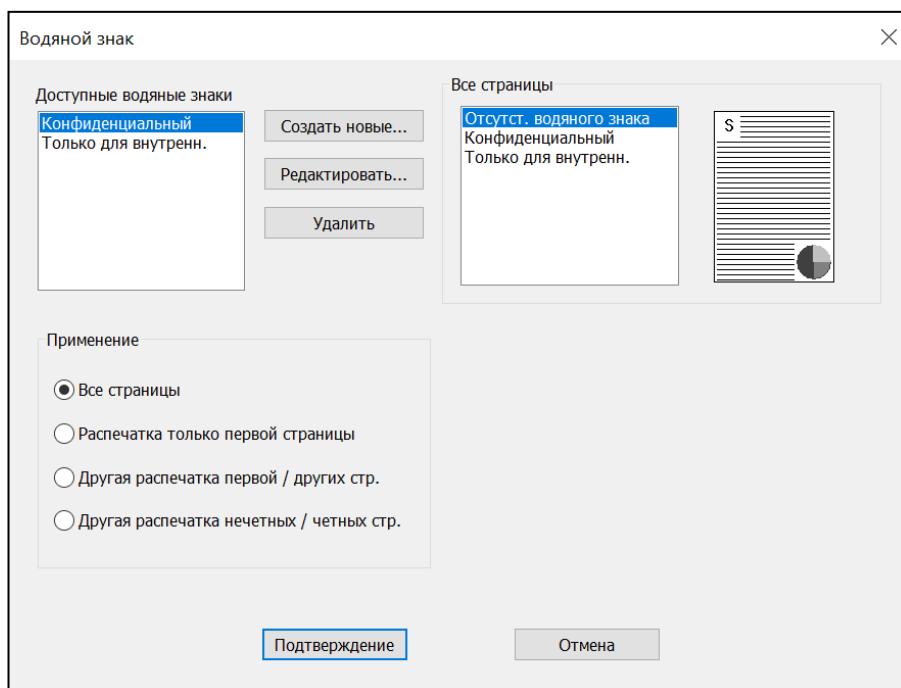 Водяной знак
Доступные водяные знаки
Конфиденциальный
Только для внутренн.
Создать новые...
Редактировать...
Удалить
Все страницы
Отсутст. водяного знака
Конфиденциальный
Только для внутренн.
S
Применение
Все страницы
Распечатка только первой страницы
Другая распечатка первой / других стр.
Другая распечатка нечетных / четных стр.
Подтверждение
Отмена